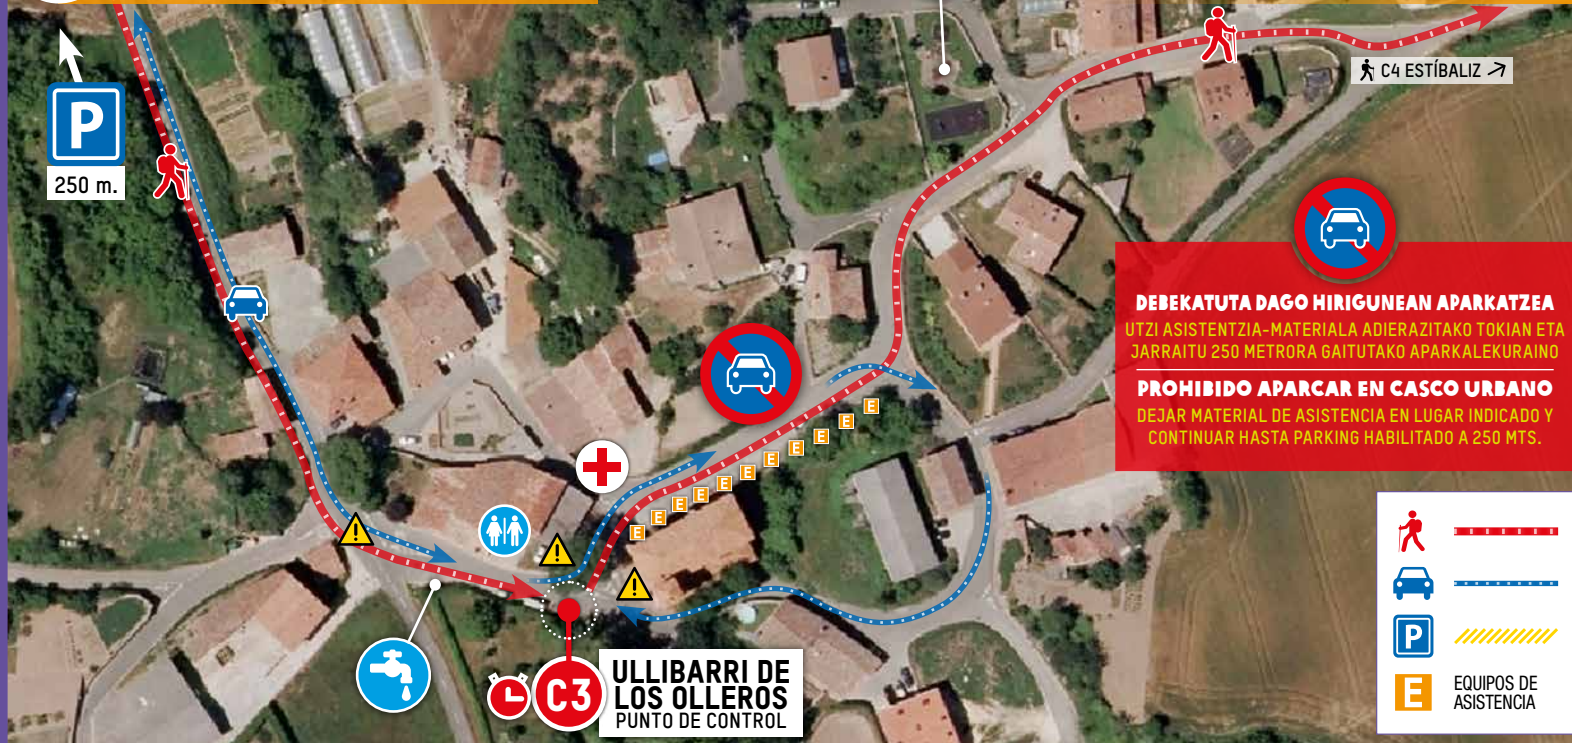 P
250 m.
C4 ESTÍBALIZ
DEBEKATUTA DAGO HIRIGUNEAN APARKATZEA
UTZI ASISTENTZIA-MATERIALA ADIERAZITAKO TOKIAN ETA
JARRAITU 250 METRORA GAITUTAKO APARKALEKURAINO
PROHIBIDO APARCAR EN CASCO URBANO
DEJAR MATERIAL DE ASISTENCIA EN LUGAR INDICADO Y
CONTINUAR HASTA PARKING HABILITADO A 250 MTS.
E
E
E
E
E
E
E
E
E
E
E
C3
ULLIBARRI DE
LOS OLLEROS
PUNTO DE CONTROL
P
E
EQUIPOS DE
ASISTENCIA